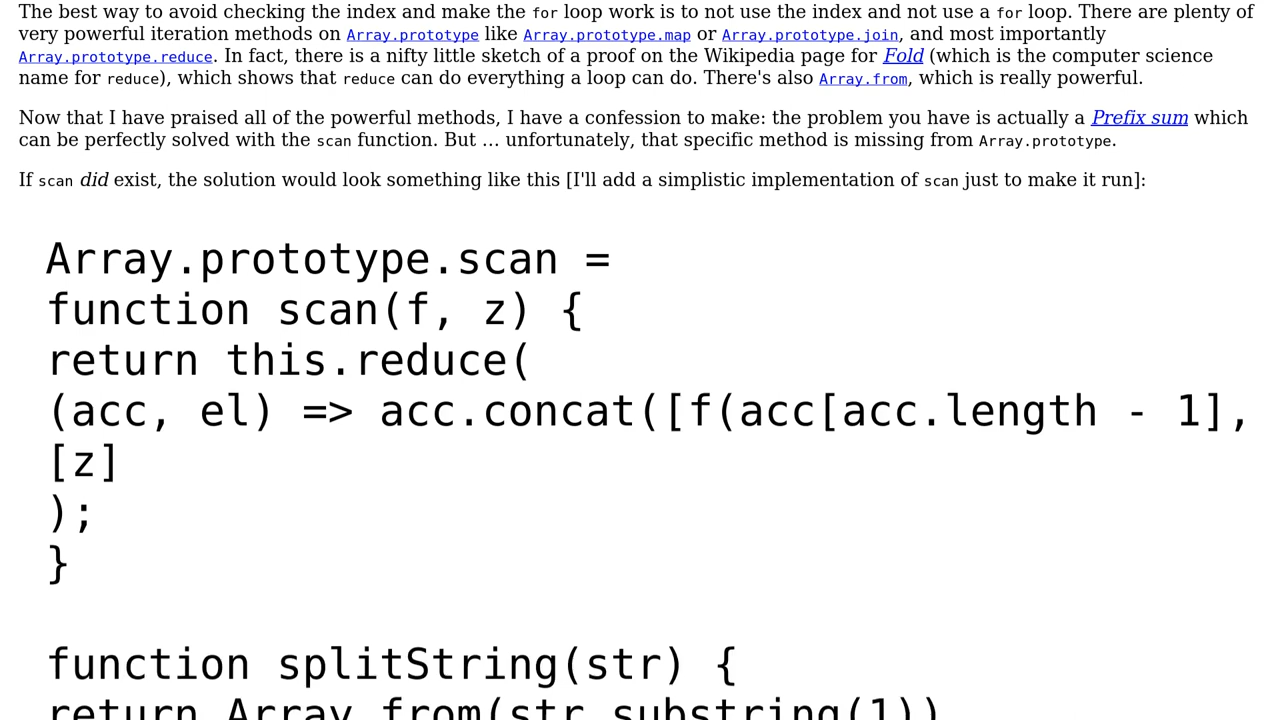 The best way to avoid checking the index and make the for loop work is to not use the index and not use a for loop. There are plenty of
very powerful iteration methods on Array.prototype like Array.prototype.map or Array.prototype.join, and most importantly
Array.prototype.reduce. In fact, there is a nifty little sketch of a proof on the Wikipedia page for Fold (which is the computer science
name for reduce), which shows that reduce can do everything a loop can do. There's also Array.from, which is really powerful.
Now that I have praised all of the powerful methods, I have a confession to make: the problem you have is actually a Prefix sum which
can be perfectly solved with the scan function. But … unfortunately, that specific method is missing from Array.prototype.
If scan did exist, the solution would look something like this [I'll add a simplistic implementation of scan just to make it run]:
Array.prototype.scan =
function scan(f, z) {
return this.reduce(
(acc, el) => acc.concat([f(acc[acc.length - 1],
[z]
);
}
function splitString(str) {
return Array.from(str.substring(1))